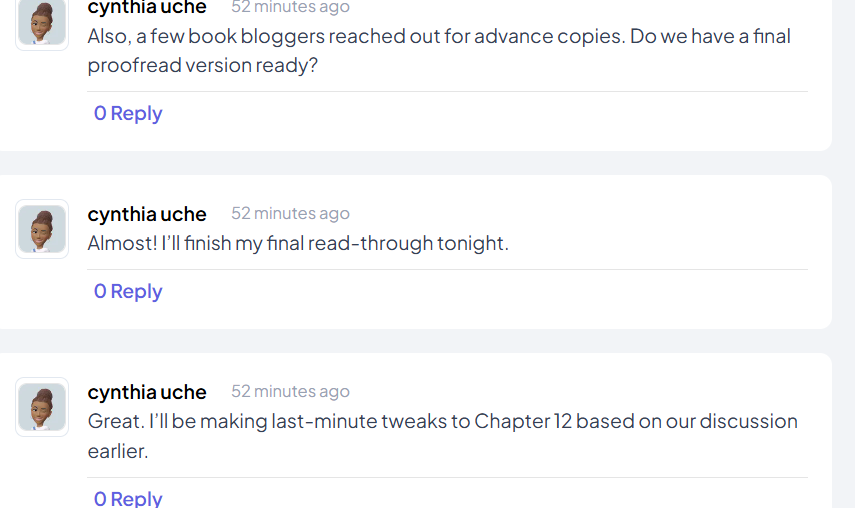 cynthia uche 52 minutes ago
Also, a few book bloggers reached out for advance copies. Do we have a final
proofread version ready?
0 Reply
cynthia uche 52 minutes ago
Almost! I’ll finish my final read-through tonight.
0 Reply
cynthia uche 52 minutes ago
Great. I’ll be making last-minute tweaks to Chapter 12 based on our discussion
earlier.
0 Reply